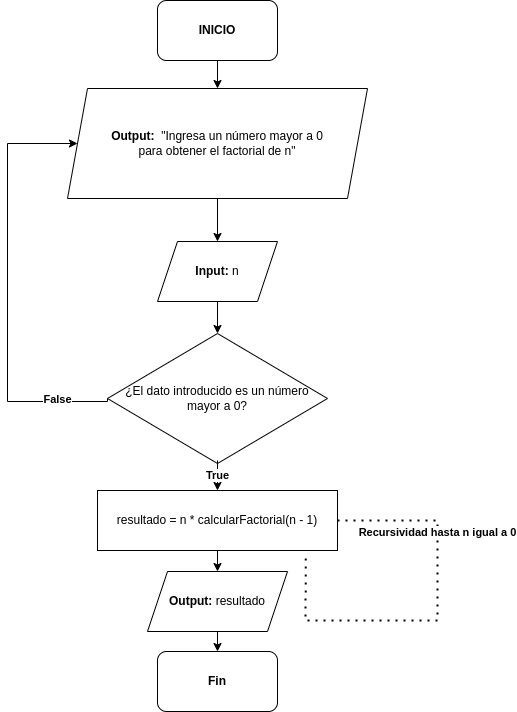 INICIO
Output: "Ingresa un número mayor a 0
para obtener el factorial de n"
Input: n
¿El dato introducido es un número
mayor a 0?
False
True
resultado = n * calcularFactorial(n - 1)
Recursividad hasta n igual a 0
Output: resultado
Fin